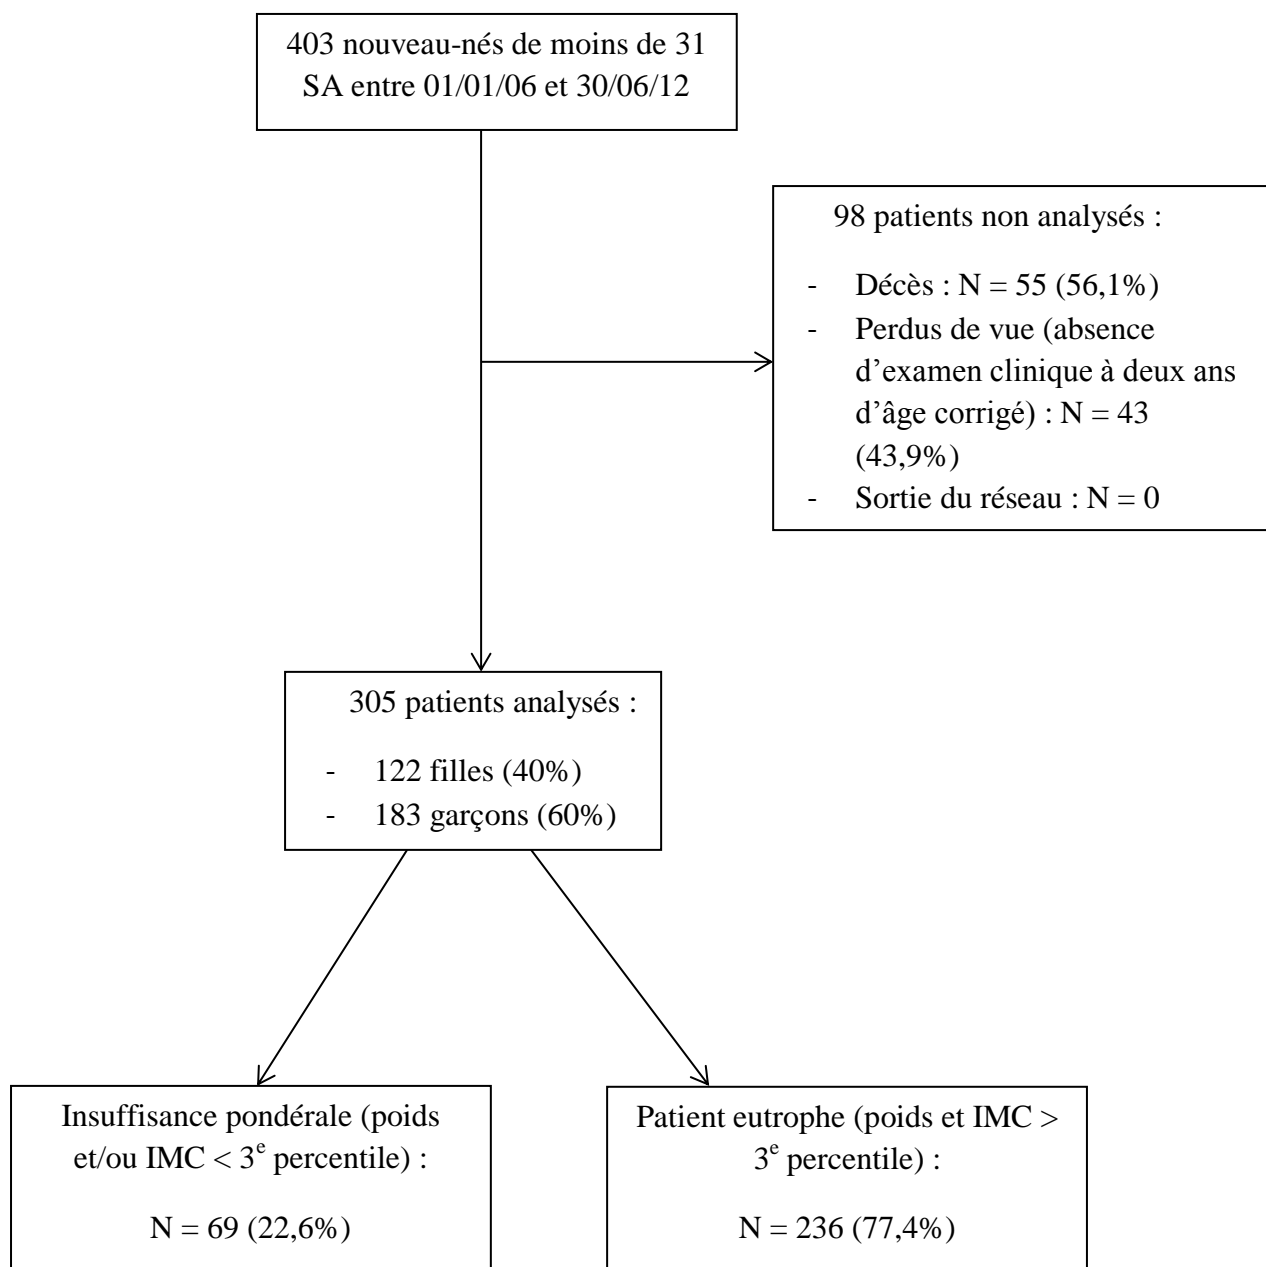 403 nouveau-nés de moins de 31
SA entre 01/01/06 et 30/06/12
98 patients non analysés :
- Décès : N = 55 (56,1%)
- Perdus de vue (absence
d’examen clinique à deux ans
d’âge corrigé) : N = 43
(43,9%)
- Sortie du réseau : N = 0
305 patients analysés :
- 122 filles (40%)
- 183 garçons (60%)
Insuffisance pondérale (poids
et/ou IMC < 3e percentile) :
N = 69 (22,6%)
Patient eutrophe (poids et IMC >
3e percentile) :
N = 236 (77,4%)